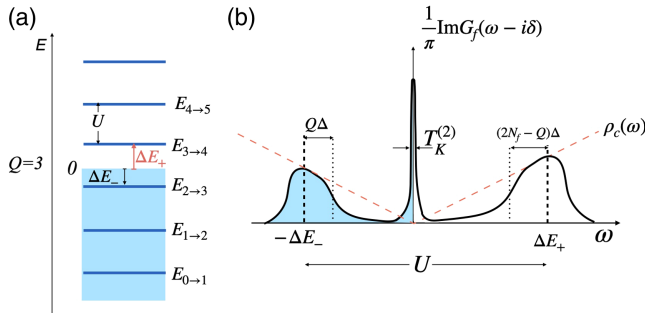 (a)
E
E_{4→5}
U
E_{3→4}
Q=3
0
ΔE_+
ΔE_−
E_{2→3}
E_{1→2}
E_{0→1}
(b)
\frac{1}{π}ImG_f(ω − iδ)
QΔ
T_K^{(2)}
(2N_f − Q)Δ
ρ_c(ω)
−ΔE_−
ΔE_+
ω
U